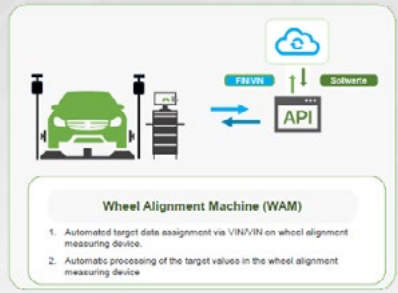 FIN/VIN
Sollwerte
API
Wheel Alignment Machine (WAM)
1. Automated target data assignment via VIN/VIN on wheel alignment
measuring device.
2. Automatic processing of the target values in the wheel alignment
measuring device